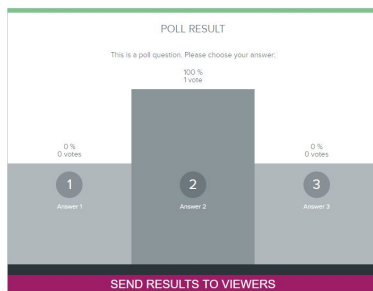 POLL RESULT
This is a poll question. Please choose your answer.
100 %
1 vote
0 %
0 votes
0 %
0 votes
1
2
3
Answer 1
Answer 2
Answer 3
SEND RESULTS TO VIEWERS